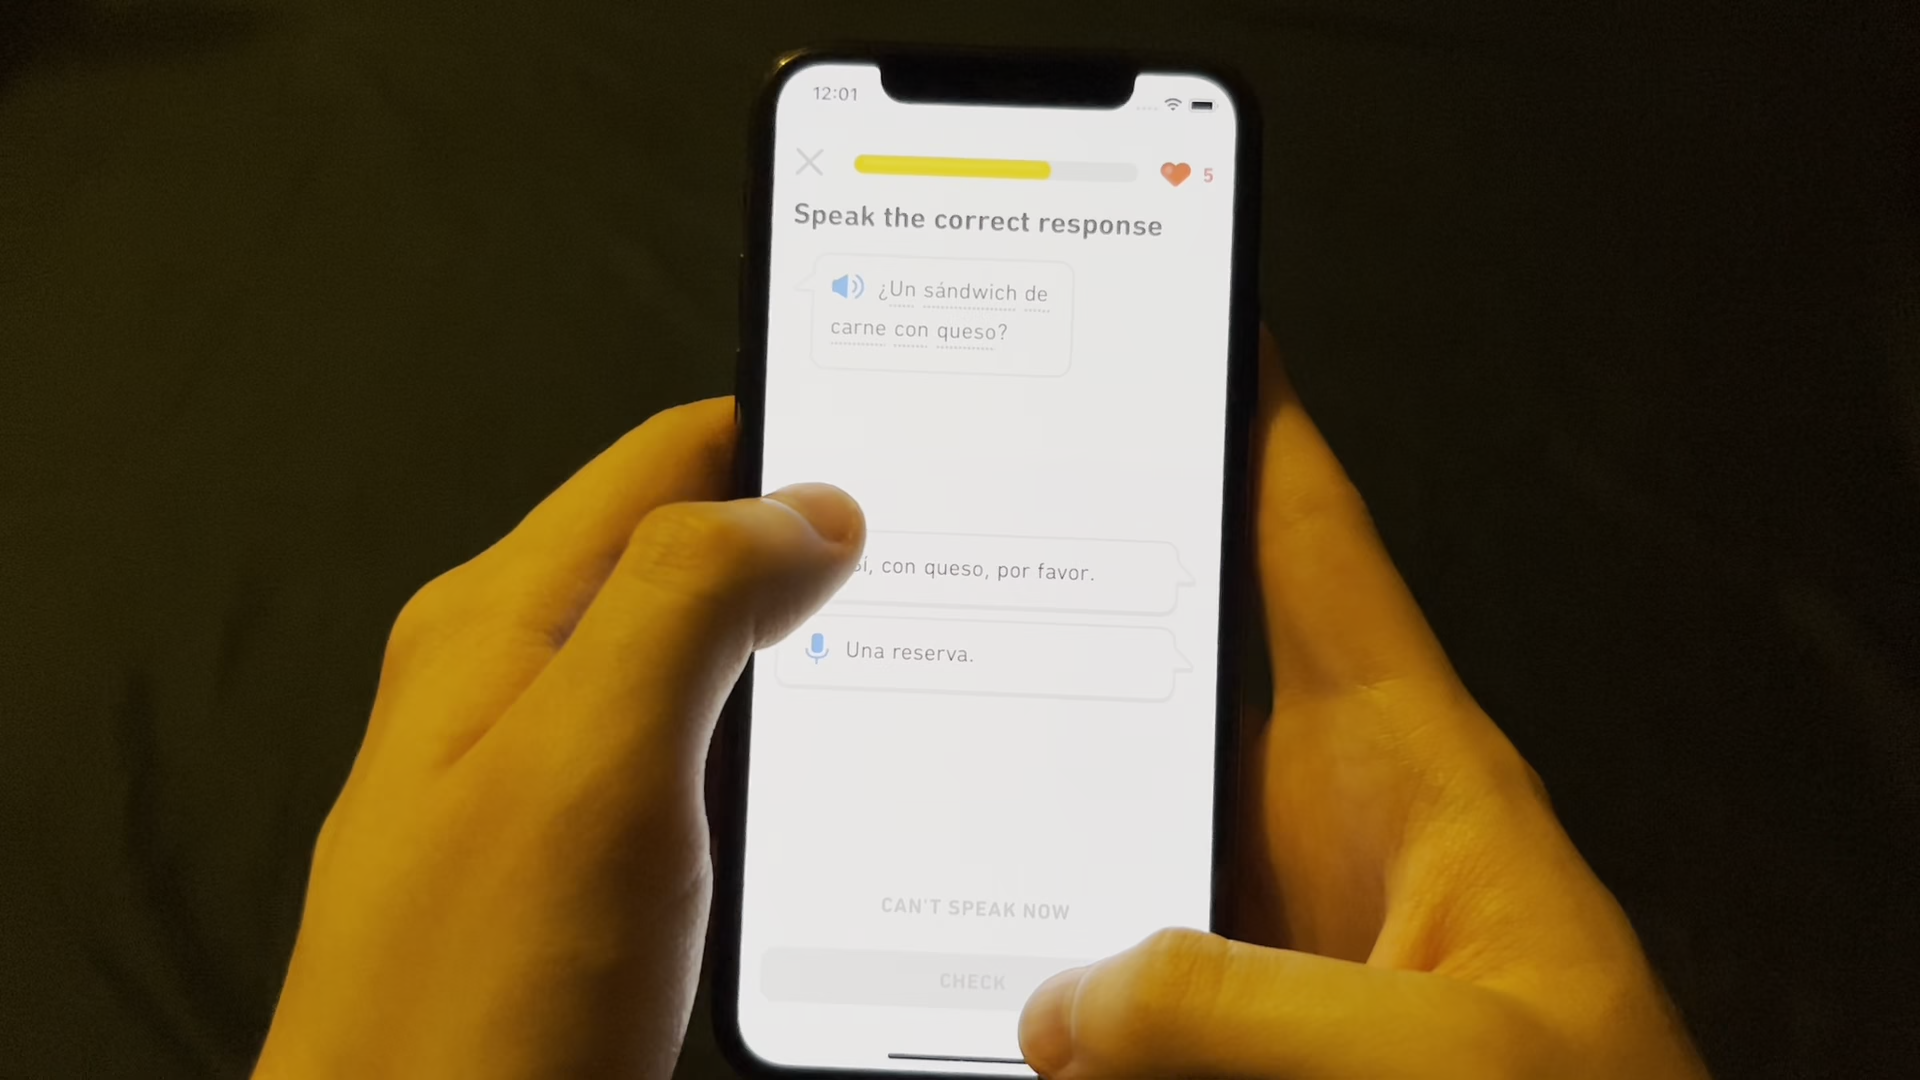 12:01
5
Speak the correct response
¿Un sándwich de
carne con queso?
Sí, con queso, por favor.
Una reserva.
CAN'T SPEAK NOW
CHECK